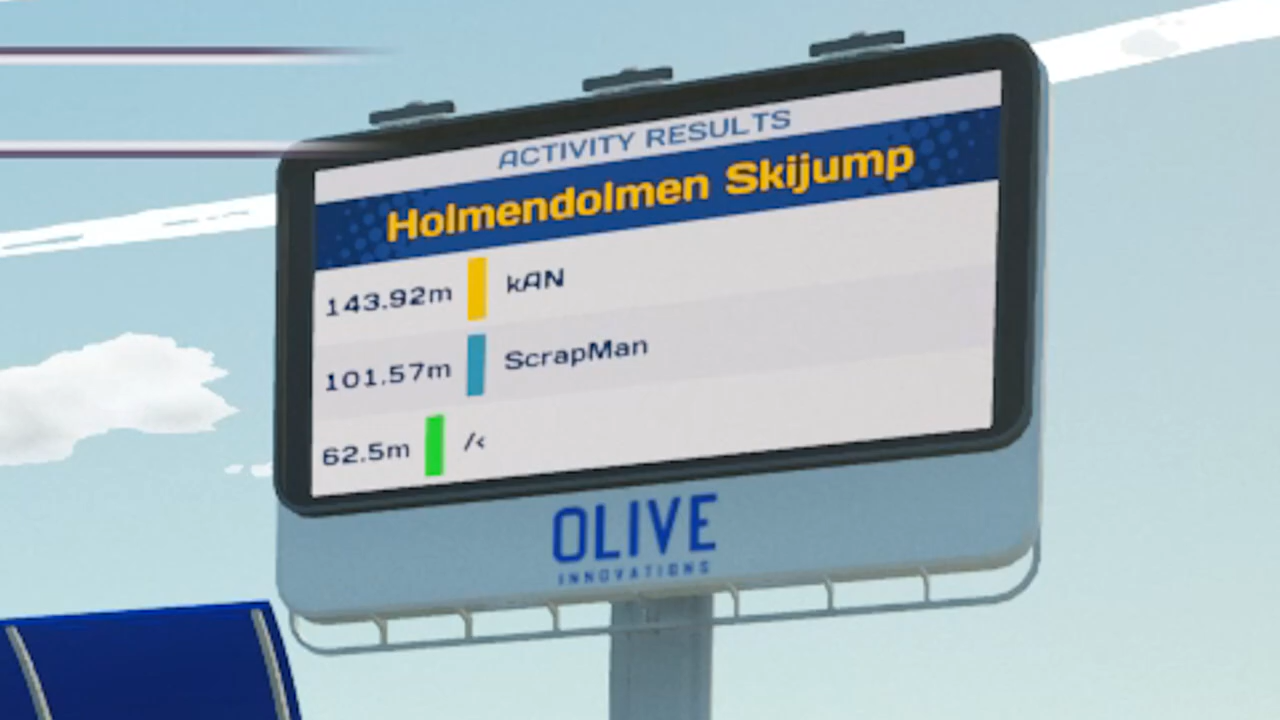 ACTIVITY RESULTS
Holmendolmen Skijump
143.92m kAN
101.57m ScrapMan
62.5m /<
OLIVE
INNOVATIONS